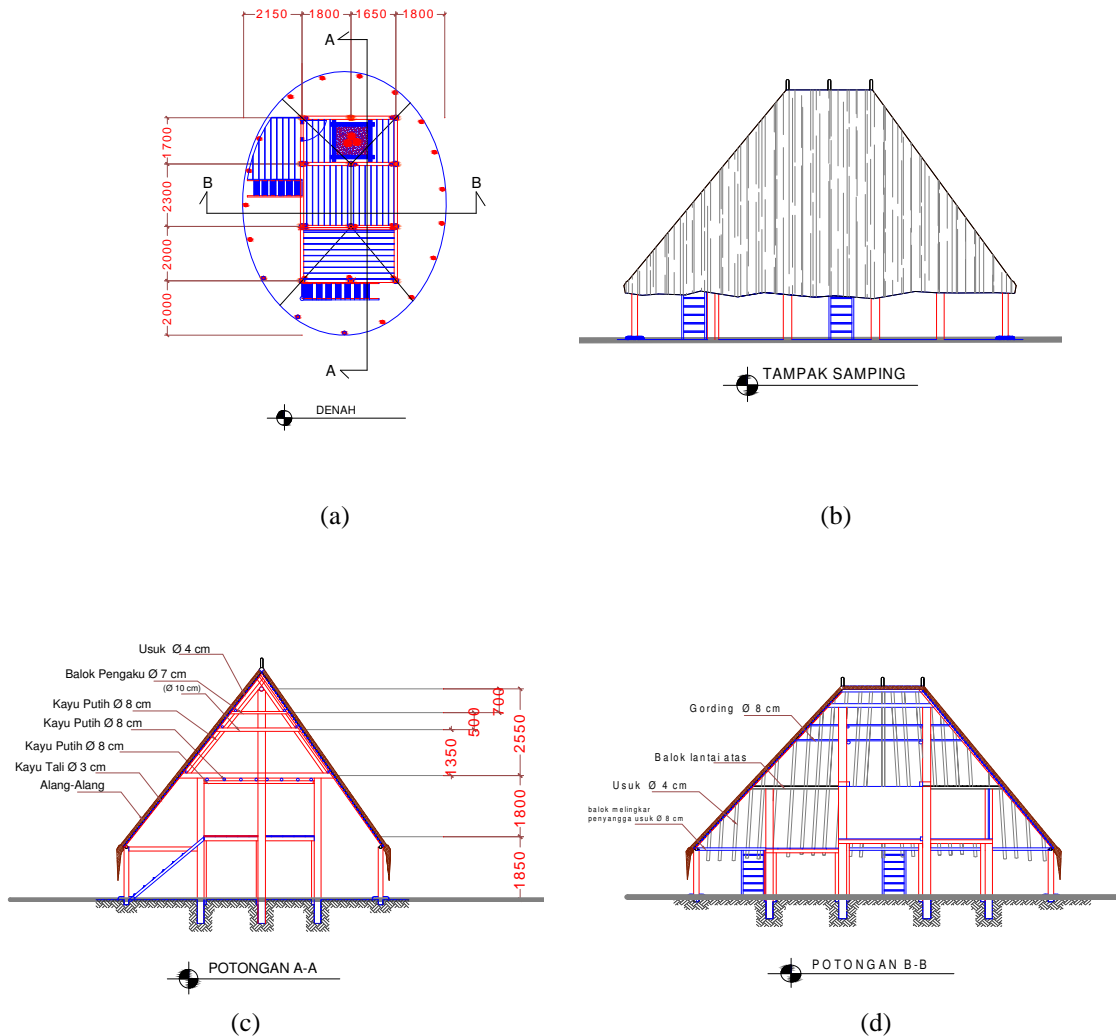 2150 1800 1650 1800
A
1700
2300
2000
2000
B B
A
DENAH
TAMPAK SAMPING
(a) (b)
Usuk Ø 4 cm
Balok Pengaku Ø 7 cm
(Ø 10 cm)
Kayu Putih Ø 8 cm
Kayu Putih Ø 8 cm
Kayu Putih Ø 8 cm
Kayu Tali Ø 3 cm
Alang-Alang
700
500
1350
2550
1800
1850
POTONGAN A-A
Gording Ø 8 cm
Balok lantai atas
Usuk Ø 4 cm
balok melingkar
penyangga usuk Ø 8 cm
POTONGAN B-B
(c) (d)